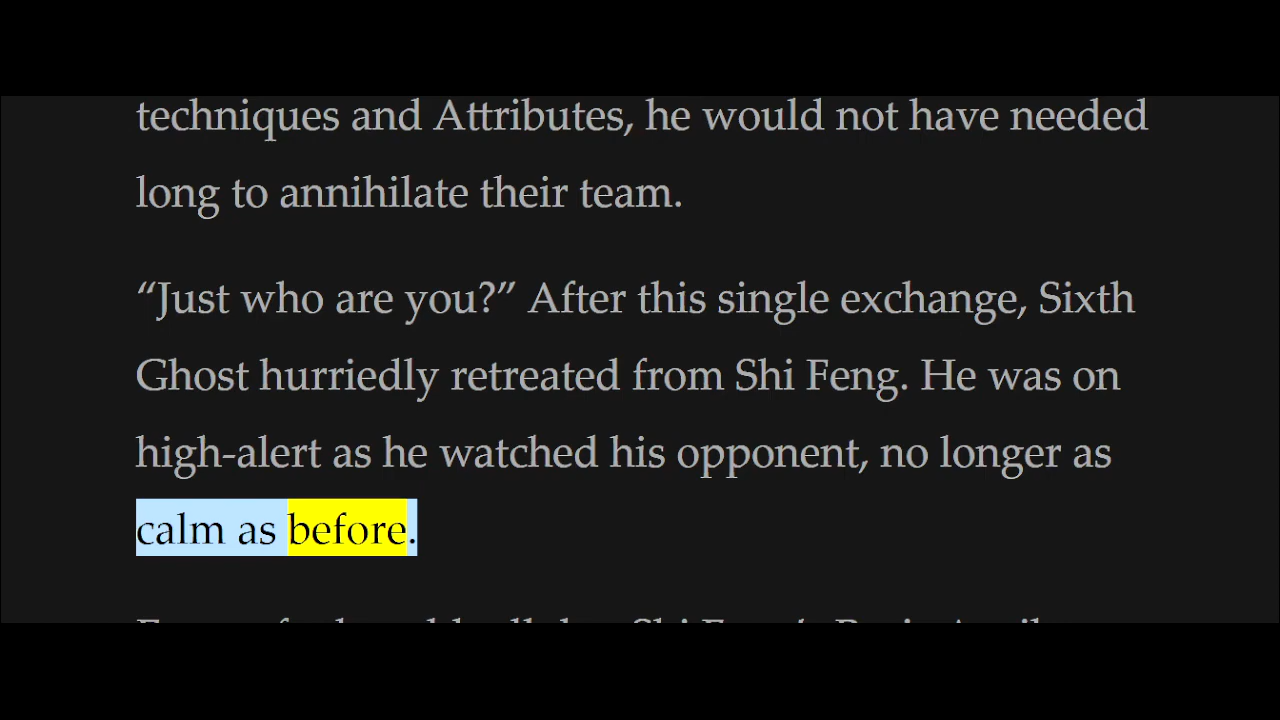 techniques and Attributes, he would not have needed
long to annihilate their team.
“Just who are you?” After this single exchange, Sixth
Ghost hurriedly retreated from Shi Feng. He was on
high-alert as he watched his opponent, no longer as
calm as before.